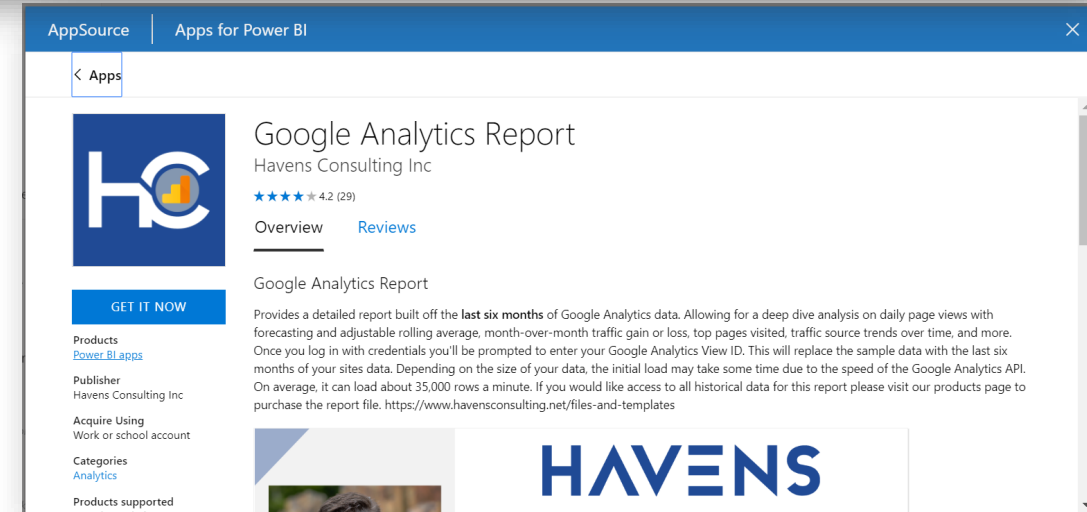 AppSource
Apps for Power BI
< Apps
HC
Google Analytics Report
Havens Consulting Inc
4.2 (29)
Overview
Reviews
GET IT NOW
Products
Power BI apps
Publisher
Havens Consulting Inc
Acquire Using
Work or school account
Categories
Analytics
Products supported
Google Analytics Report
Provides a detailed report built off the last six months of Google Analytics data. Allowing for a deep dive analysis on daily page views with
forecasting and adjustable rolling average, month-over-month traffic gain or loss, top pages visited, traffic source trends over time, and more.
Once you log in with credentials you'll be prompted to enter your Google Analytics View ID. This will replace the sample data with the last six
months of your sites data. Depending on the size of your data, the initial load may take some time due to the speed of the Google Analytics API.
On average, it can load about 35,000 rows a minute. If you would like access to all historical data for this report please visit our products page to
purchase the report file. https://www.havensconsulting.net/files-and-templates
HAVENS